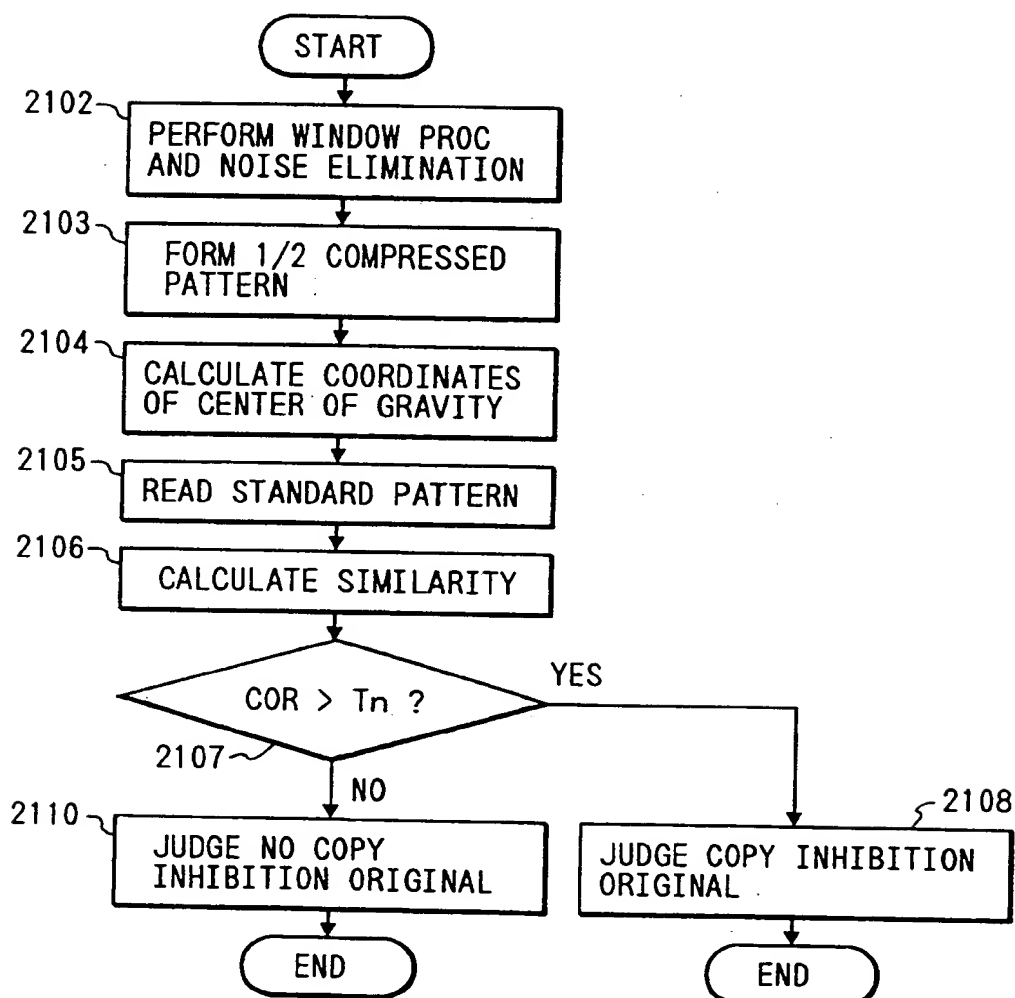 START
2102
PERFORM WINDOW PROC
AND NOISE ELIMINATION
2103
FORM 1/2 COMPRESSED
PATTERN
2104
CALCULATE COORDINATES
OF CENTER OF GRAVITY
2105
READ STANDARD PATTERN
2106
CALCULATE SIMILARITY
COR > Tn ?
YES
2107
NO
2110
JUDGE NO COPY
INHIBITION ORIGINAL
2108
JUDGE COPY INHIBITION
ORIGINAL
END
END